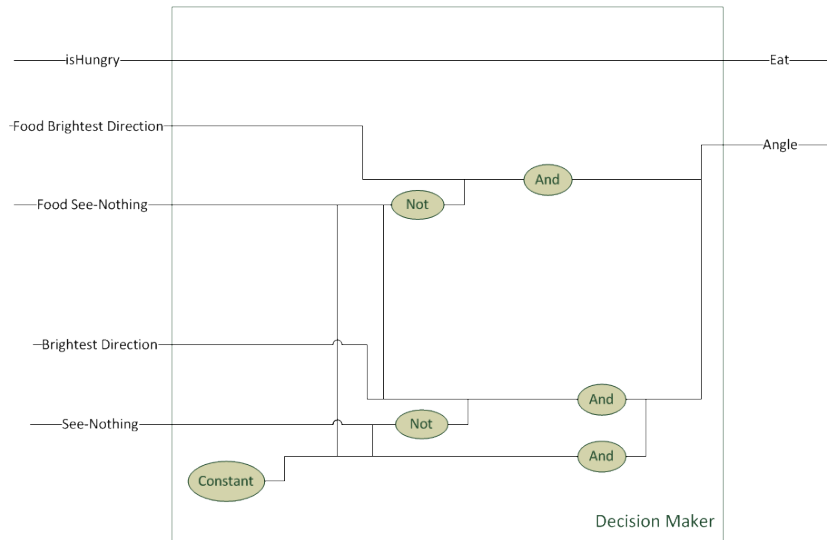 isHungry
Eat
Food Brightest Direction
Angle
And
Food See-Nothing
Not
Brightest Direction
And
See-Nothing
Not
And
Constant
Decision Maker